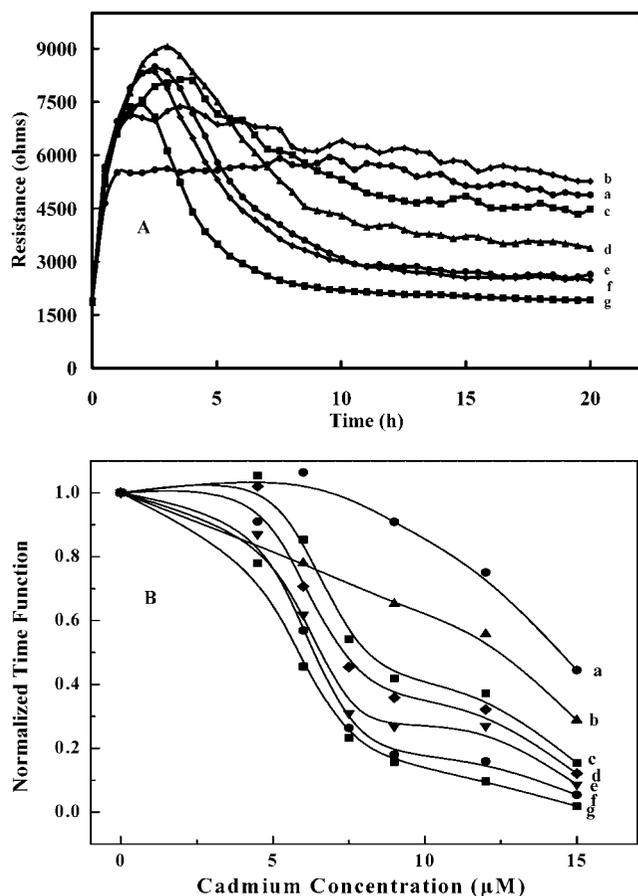 9000
7500
6000
4500
3000
1500
0
Resistance (ohms)
A
b
a
c
d
e
f
g
0 5 10 15 20
Time (h)
1.0
0.8
0.6
0.4
0.2
0.0
Normalized Time Function
B
a
b
c
d
e
f
g
0 5 10 15
Cadmium Concentration (µM)